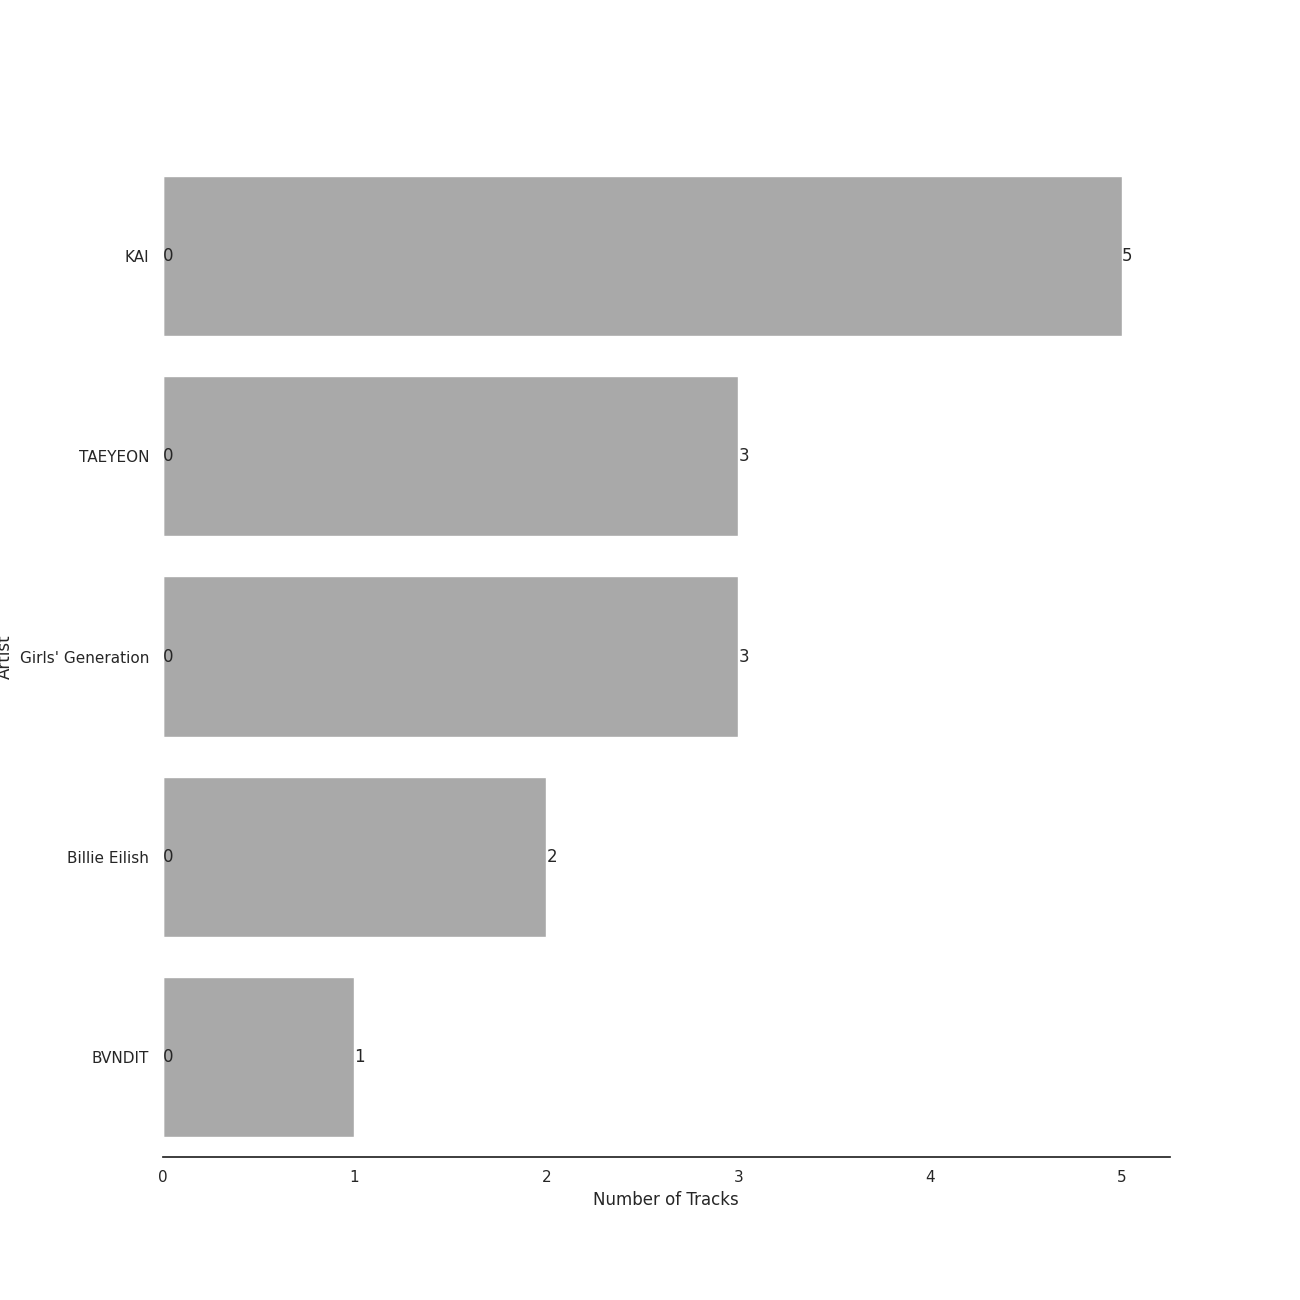 KAI 0 5
TAEYEON 0 3
Girls' Generation 0 3
Billie Eilish 0 2
BVNDIT 0 1
0 1 2 3 4 5
Number of Tracks
Artist